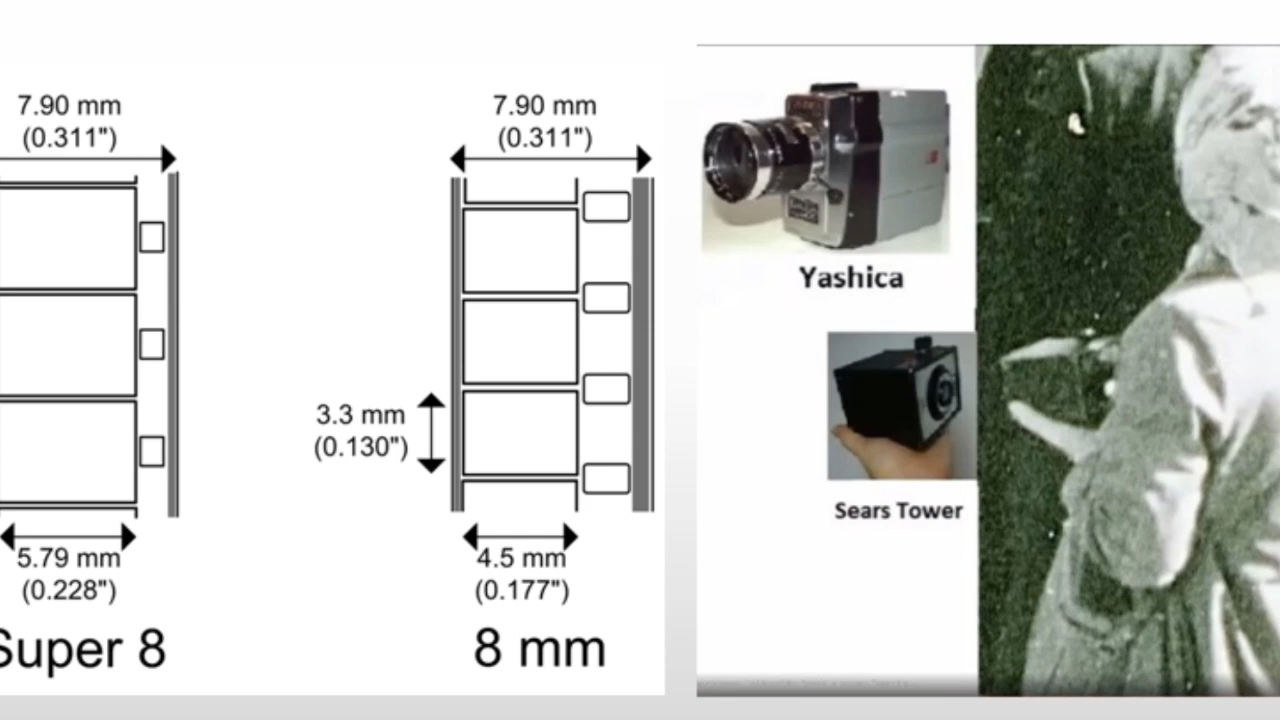 7.90 mm
(0.311")
5.79 mm
(0.228")
Super 8
7.90 mm
(0.311")
3.3 mm
(0.130")
4.5 mm
(0.177")
8 mm
Yashica
Sears Tower